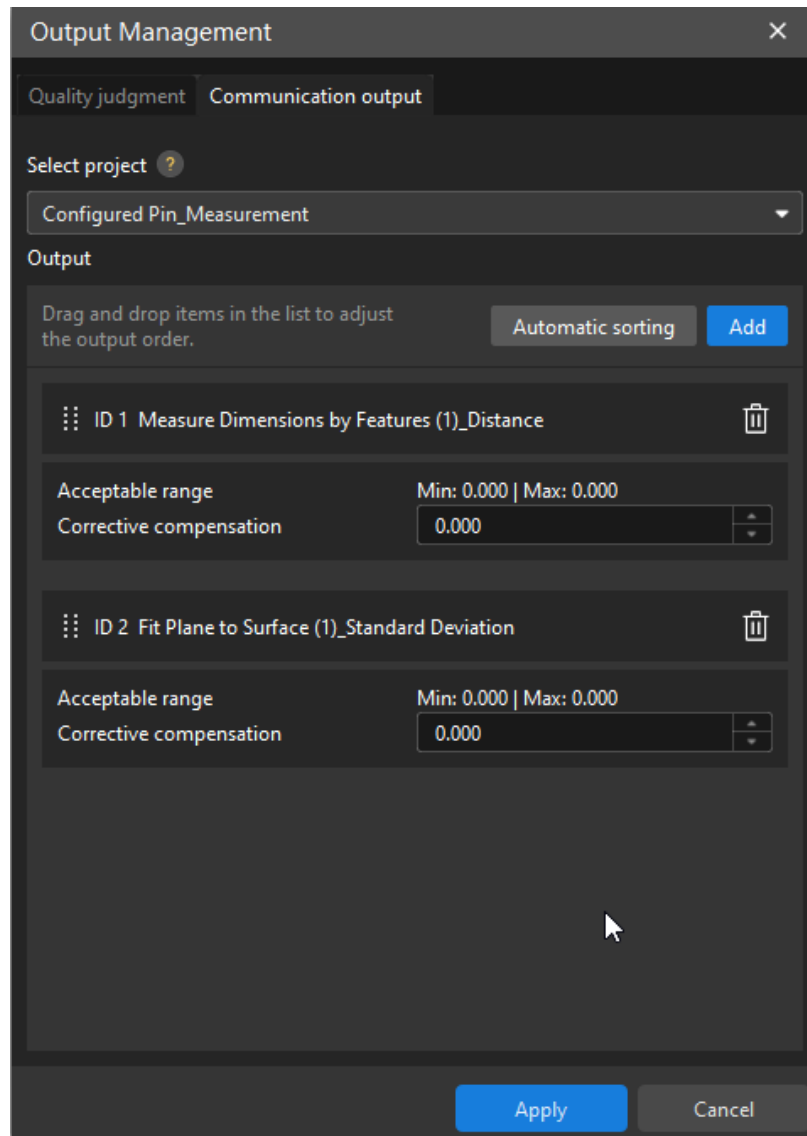 Output Management
Quality judgment
Communication output
Select project ?
Configured Pin_Measurement
Output
Drag and drop items in the list to adjust
the output order.
Automatic sorting
Add
ID 1 Measure Dimensions by Features (1)_Distance
Acceptable range
Min: 0.000 | Max: 0.000
Corrective compensation
0.000
ID 2 Fit Plane to Surface (1)_Standard Deviation
Acceptable range
Min: 0.000 | Max: 0.000
Corrective compensation
0.000
Apply
Cancel